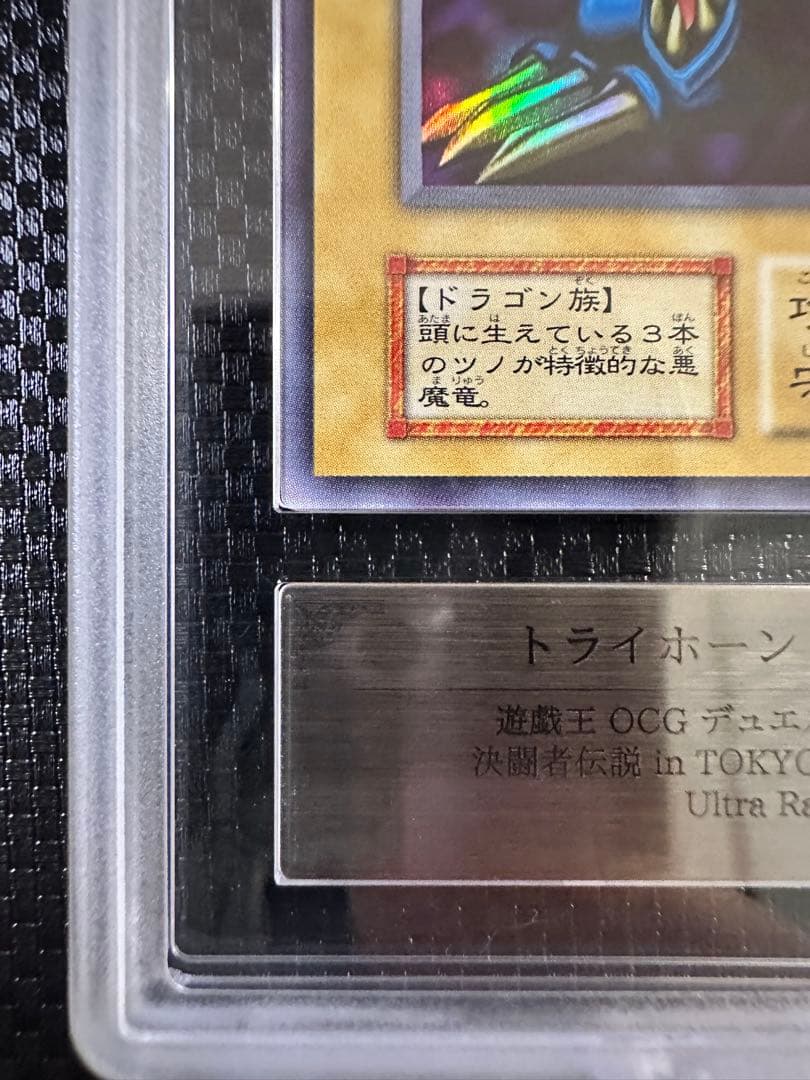 【ドラゴン族】
頭に生えている３本
のツノが特徴的な悪
魔竜。
トライホーン
遊戯王 OCG デュエ
決闘者伝説 in TOKYO
Ultra Ra